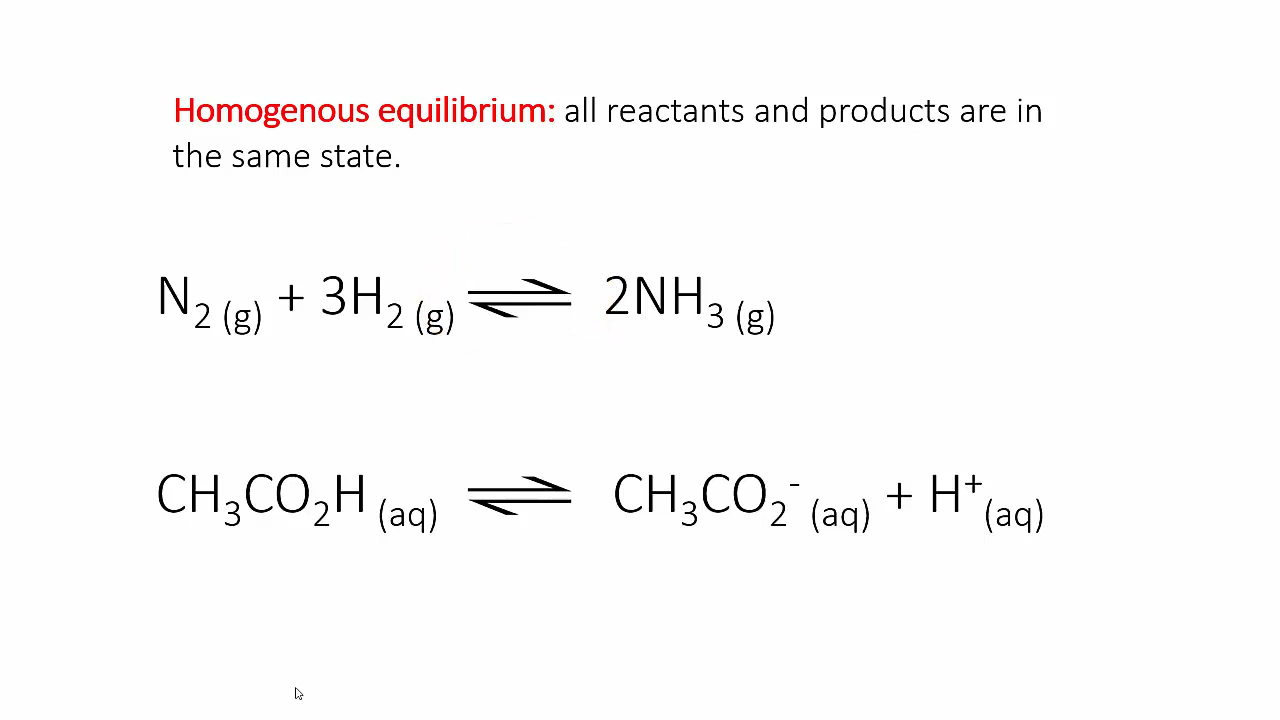 Homogenous equilibrium: all reactants and products are in
the same state.
N₂ (g) + 3H₂ (g) ⇌ 2NH₃ (g)
CH₃CO₂H (aq) ⇌ CH₃CO₂⁻ (aq) + H⁺(aq)